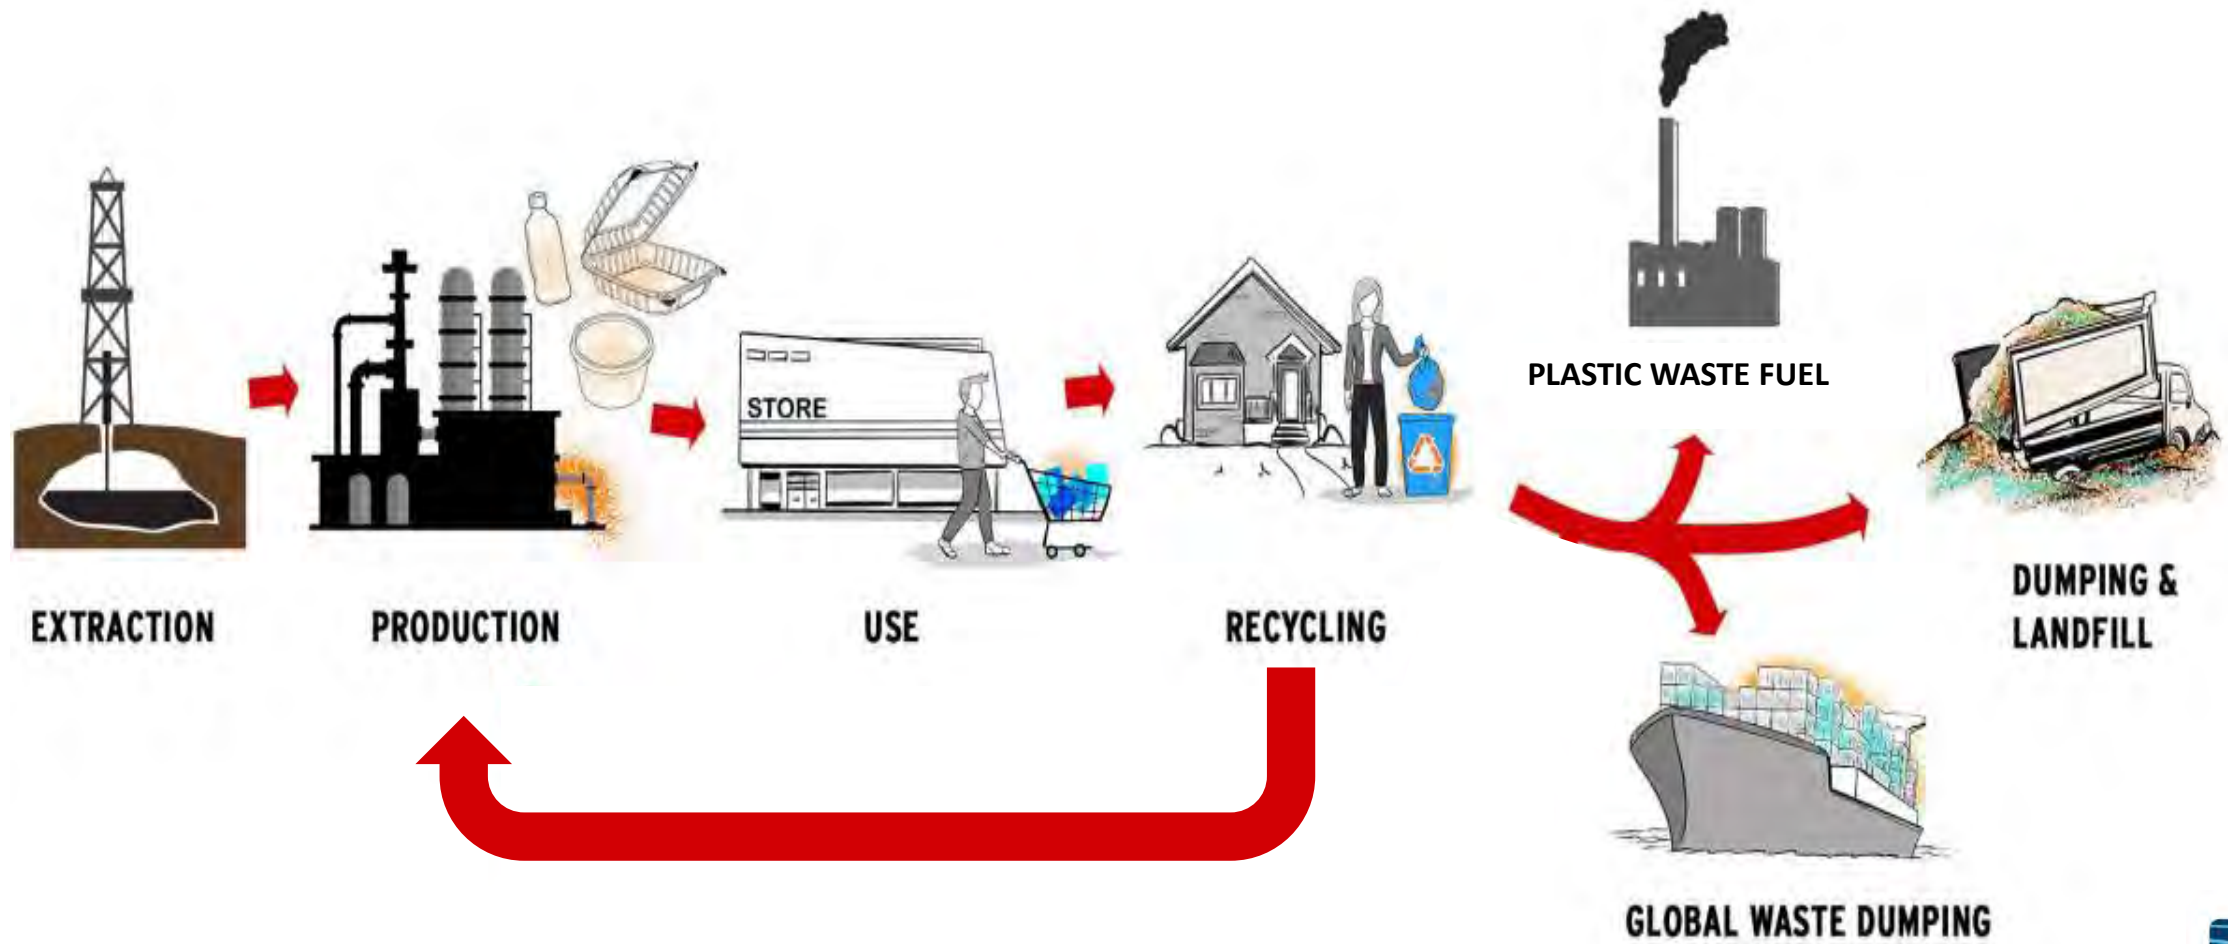 STORE
EXTRACTION
PRODUCTION
USE
RECYCLING
PLASTIC WASTE FUEL
DUMPING &
LANDFILL
GLOBAL WASTE DUMPING